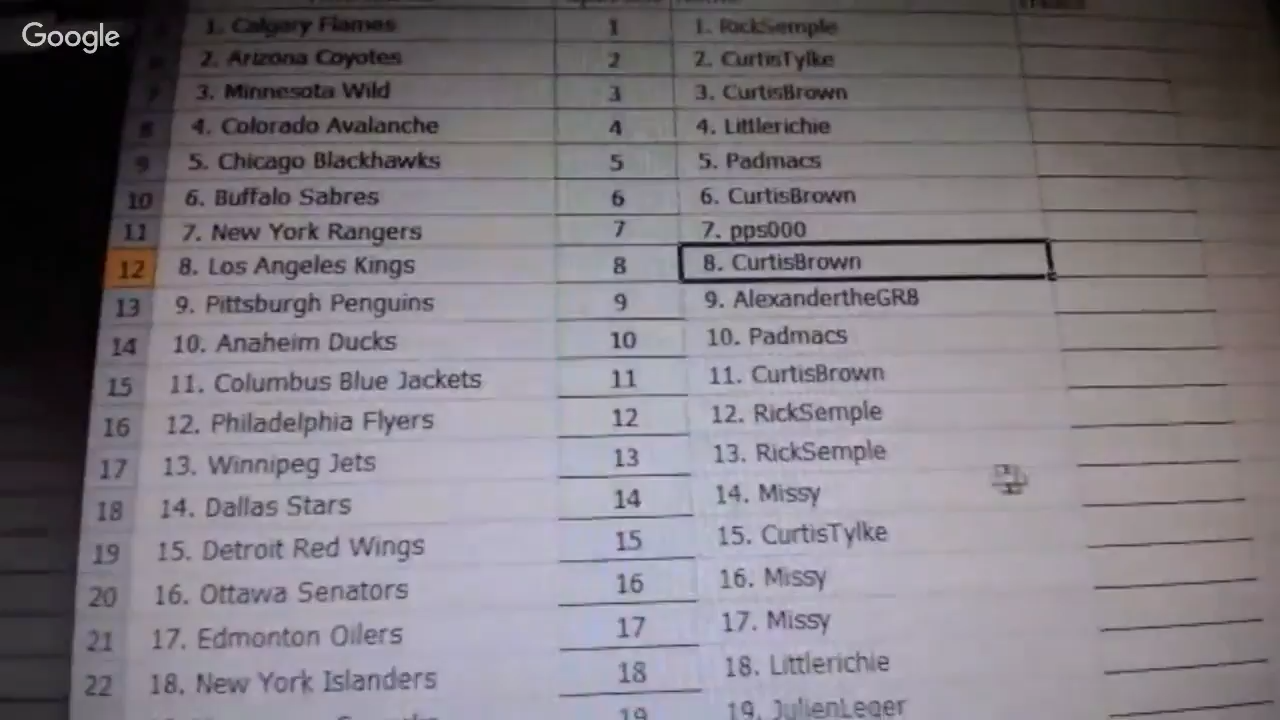 Google
1. Calgary Flames 1 1. RickSemple
2. Arizona Coyotes 2 2. CurtisTylke
3. Minnesota Wild 3 3. CurtisBrown
8 4. Colorado Avalanche 4 4. Littlerichie
9 5. Chicago Blackhawks 5 5. Padmacs
10 6. Buffalo Sabres 6 6. CurtisBrown
11 7. New York Rangers 7 7. pps000
12 8. Los Angeles Kings 8 8. CurtisBrown
13 9. Pittsburgh Penguins 9 9. AlexandertheGR8
14 10. Anaheim Ducks 10 10. Padmacs
15 11. Columbus Blue Jackets 11 11. CurtisBrown
16 12. Philadelphia Flyers 12 12. RickSemple
17 13. Winnipeg Jets 13 13. RickSemple
18 14. Dallas Stars 14 14. Missy
19 15. Detroit Red Wings 15 15. CurtisTylke
20 16. Ottawa Senators 16 16. Missy
21 17. Edmonton Oilers 17 17. Missy
22 18. New York Islanders 18 18. Littlerichie
19 19. JulienLeger